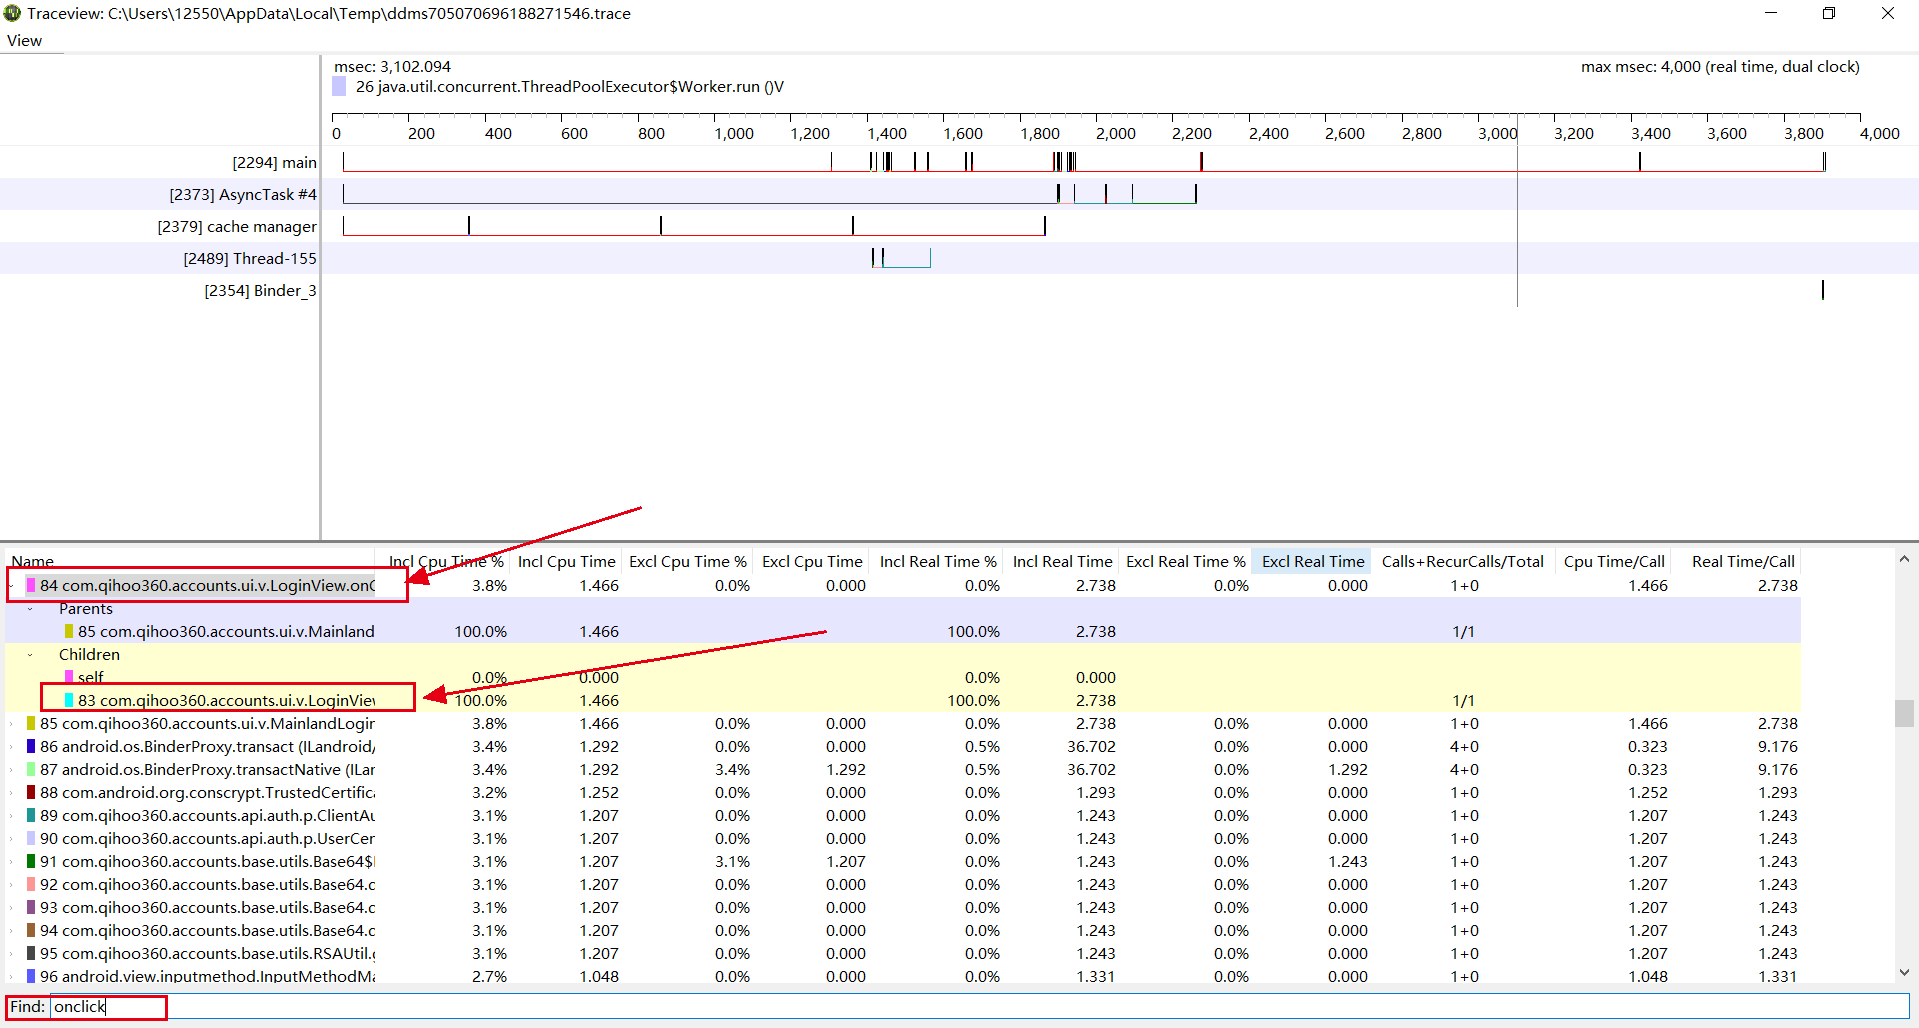 Traceview: C:\Users\12550\AppData\Local\Temp\ddms705070696188271546.trace
View
msec: 3,102.094 max msec: 4,000 (real time, dual clock)
26 java.util.concurrent.ThreadPoolExecutor$Worker.run ()V
0 200 400 600 800 1,000 1,200 1,400 1,600 1,800 2,000 2,200 2,400 2,600 2,800 3,000 3,200 3,400 3,600 3,800 4,000
[2294] main
[2373] AsyncTask #4
[2379] cache manager
[2489] Thread-155
[2354] Binder_3
Name Incl Cpu Time % Incl Cpu Time Excl Cpu Time % Excl Cpu Time Incl Real Time % Incl Real Time Excl Real Time % Excl Real Time Calls+RecurCalls/Total Cpu Time/Call Real Time/Call
84 com.qihoo360.accounts.ui.v.LoginView.onC 3.8% 1.466 0.0% 0.000 0.0% 2.738 0.0% 0.000 1+0 1.466 2.738
Parents
85 com.qihoo360.accounts.ui.v.Mainland 100.0% 1.466 100.0% 2.738 1/1
Children
self 0.0% 0.000 0.0% 0.000
83 com.qihoo360.accounts.ui.v.LoginView 100.0% 1.466 100.0% 2.738 1/1
85 com.qihoo360.accounts.ui.v.MainlandLogin 3.8% 1.466 0.0% 0.000 0.0% 2.738 0.0% 0.000 1+0 1.466 2.738
86 android.os.BinderProxy.transact (ILandroid/ 3.4% 1.292 0.0% 0.000 0.5% 36.702 0.0% 0.000 4+0 0.323 9.176
87 android.os.BinderProxy.transactNative (ILar 3.4% 1.292 3.4% 1.292 0.5% 36.702 0.0% 1.292 4+0 0.323 9.176
88 com.android.org.conscrypt.TrustedCertifica 3.2% 1.252 0.0% 0.000 0.0% 1.293 0.0% 0.000 1+0 1.252 1.293
89 com.qihoo360.accounts.api.auth.p.ClientAu 3.1% 1.207 0.0% 0.000 0.0% 1.243 0.0% 0.000 1+0 1.207 1.243
90 com.qihoo360.accounts.api.auth.p.UserCen 3.1% 1.207 0.0% 0.000 0.0% 1.243 0.0% 0.000 1+0 1.207 1.243
91 com.qihoo360.accounts.base.utils.Base64$ 3.1% 1.207 3.1% 1.207 0.0% 1.243 0.0% 1.243 1+0 1.207 1.243
92 com.qihoo360.accounts.base.utils.Base64.c 3.1% 1.207 0.0% 0.000 0.0% 1.243 0.0% 0.000 1+0 1.207 1.243
93 com.qihoo360.accounts.base.utils.Base64.c 3.1% 1.207 0.0% 0.000 0.0% 1.243 0.0% 0.000 1+0 1.207 1.243
94 com.qihoo360.accounts.base.utils.Base64.c 3.1% 1.207 0.0% 0.000 0.0% 1.243 0.0% 0.000 1+0 1.207 1.243
95 com.qihoo360.accounts.base.utils.RSAUtil.g 3.1% 1.207 0.0% 0.000 0.0% 1.243 0.0% 0.000 1+0 1.207 1.243
96 android.view.inputmethod.InputMethodMa 2.7% 1.048 0.0% 0.000 0.0% 1.331 0.0% 0.000 1+0 1.048 1.331
Find: onclick